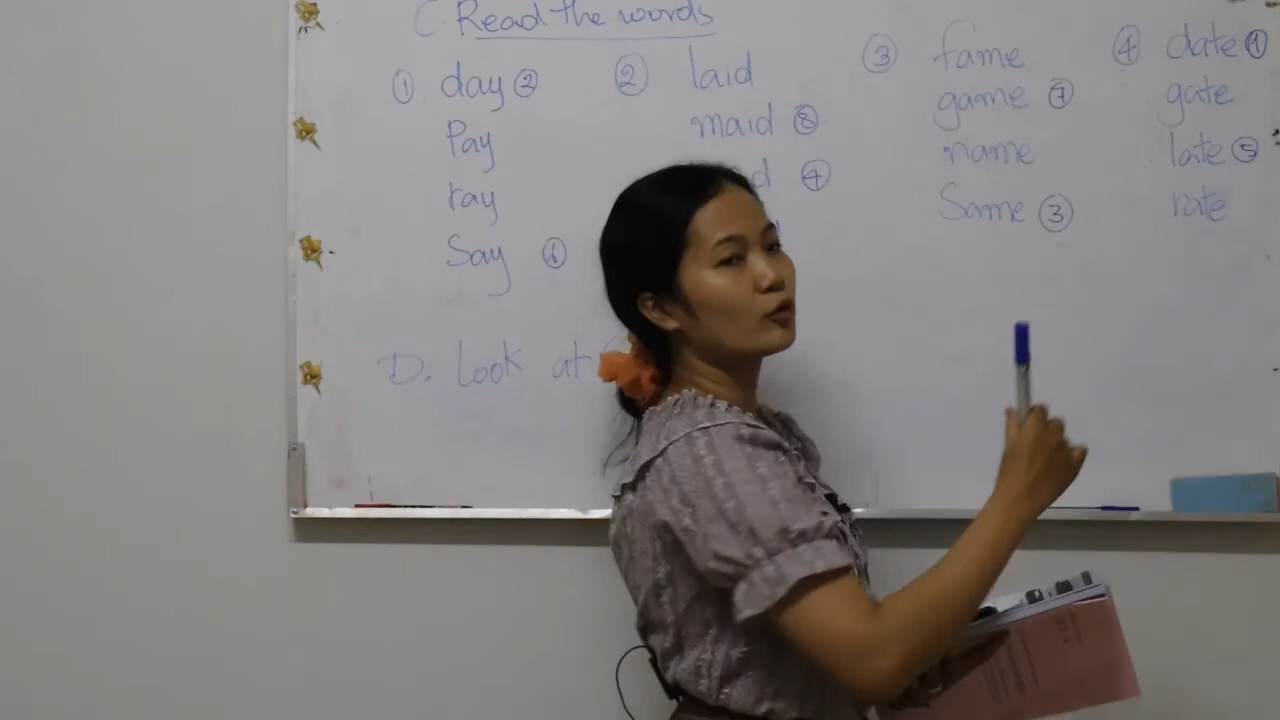 C. Read the words
① day ② ② laid ③ fame ④ date ①
Pay maid ⑧ game ⑦ gate
ray ④ name late ⑤
Say ⑥ Same ③ rate
D. Look at